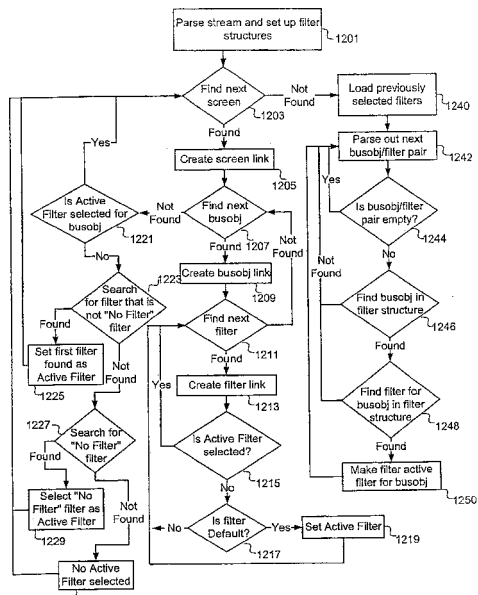 Parse stream and set up filter
structures
1201
Find next
screen
1203
Not
Found
Load previously
selected filters
1240
Found
Create screen link
1205
Parse out next
busobj/filter pair
1242
Yes
Yes
Is Active
Filter selected for
busobj
1221
Not
Found
Find next
busobj
1207
Not
Found
Is busobj/filter
pair empty?
1244
No
Found
Create busobj link
1209
No
Not
Found
1223
Search
for filter that is
not "No Filter"
filter
Found
Find next
filter
1211
Find busobj in
filter structure
1246
Found
Set first filter
found as
Active Filter
1225
Not
Found
Yes
Found
Create filter link
1213
Find filter for
busobj in filter
structure
1248
1227
Search for
"No Filter"
filter
Found
Is Active Filter
selected?
1215
Found
Make filter active
filter for busobj
1250
No
Select "No
Filter" filter as
Active Filter
1229
Not
Found
No
Is filter
Default?
1217
Yes
Set Active Filter
1219
No Active
Filter selected